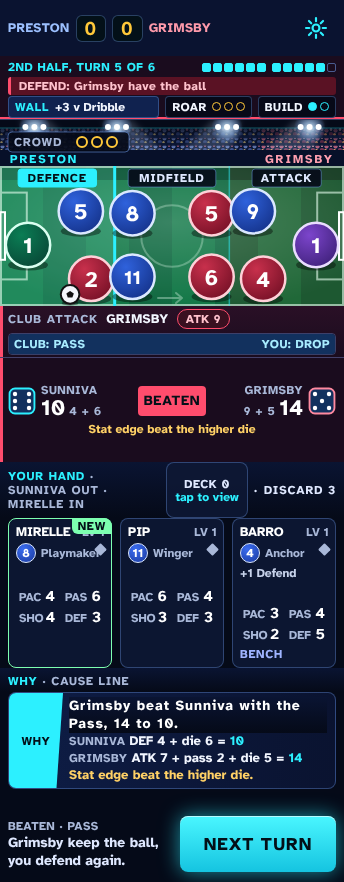 PRESTON 0 0 GRIMSBY
2ND HALF, TURN 5 OF 6
DEFEND: Grimsby have the ball
WALL +3 v Dribble ROAR BUILD
CROWD
PRESTON GRIMSBY
DEFENCE MIDFIELD ATTACK
5 8 5 9
1 1
2 11 6 4
CLUB ATTACK GRIMSBY ATK 9
CLUB: PASS YOU: DROP
SUNNIVA GRIMSBY
10 4 + 6 BEATEN 9 + 5 14
Stat edge beat the higher die
YOUR HAND ·
SUNNIVA OUT ·
MIRELLE IN
DECK 0
tap to view
· DISCARD 3
NEW
MIRELLE
8 Playmaker
PAC 4 PAS 6
SHO 4 DEF 3
PIP LV 1
11 Winger
PAC 6 PAS 4
SHO 3 DEF 3
BARRO LV 1
4 Anchor
+1 Defend
PAC 3 PAS 4
SHO 2 DEF 5
BENCH
WHY · CAUSE LINE
WHY
Grimsby beat Sunniva with the
Pass, 14 to 10.
SUNNIVA DEF 4 + die 6 = 10
GRIMSBY ATK 7 + pass 2 + die 5 = 14
Stat edge beat the higher die.
BEATEN · PASS
Grimsby keep the ball,
you defend again.
NEXT TURN